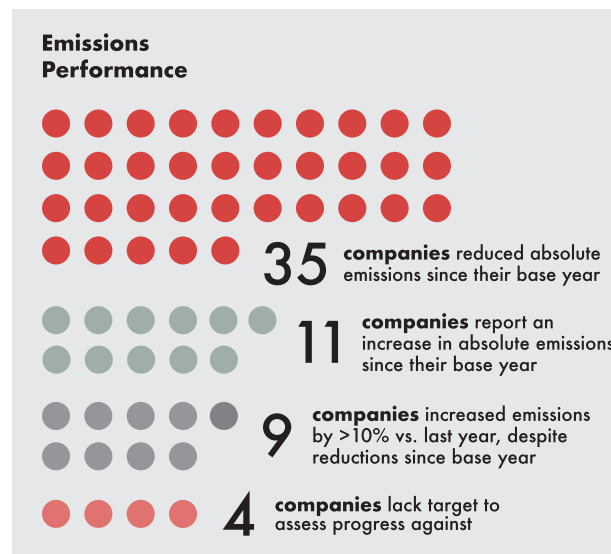 Emissions
Performance
35 companies reduced absolute
emissions since their base year
11 companies report an
increase in absolute emissions
since their base year
9 companies increased emissions
by >10% vs. last year, despite
reductions since base year
4 companies lack target to
assess progress against